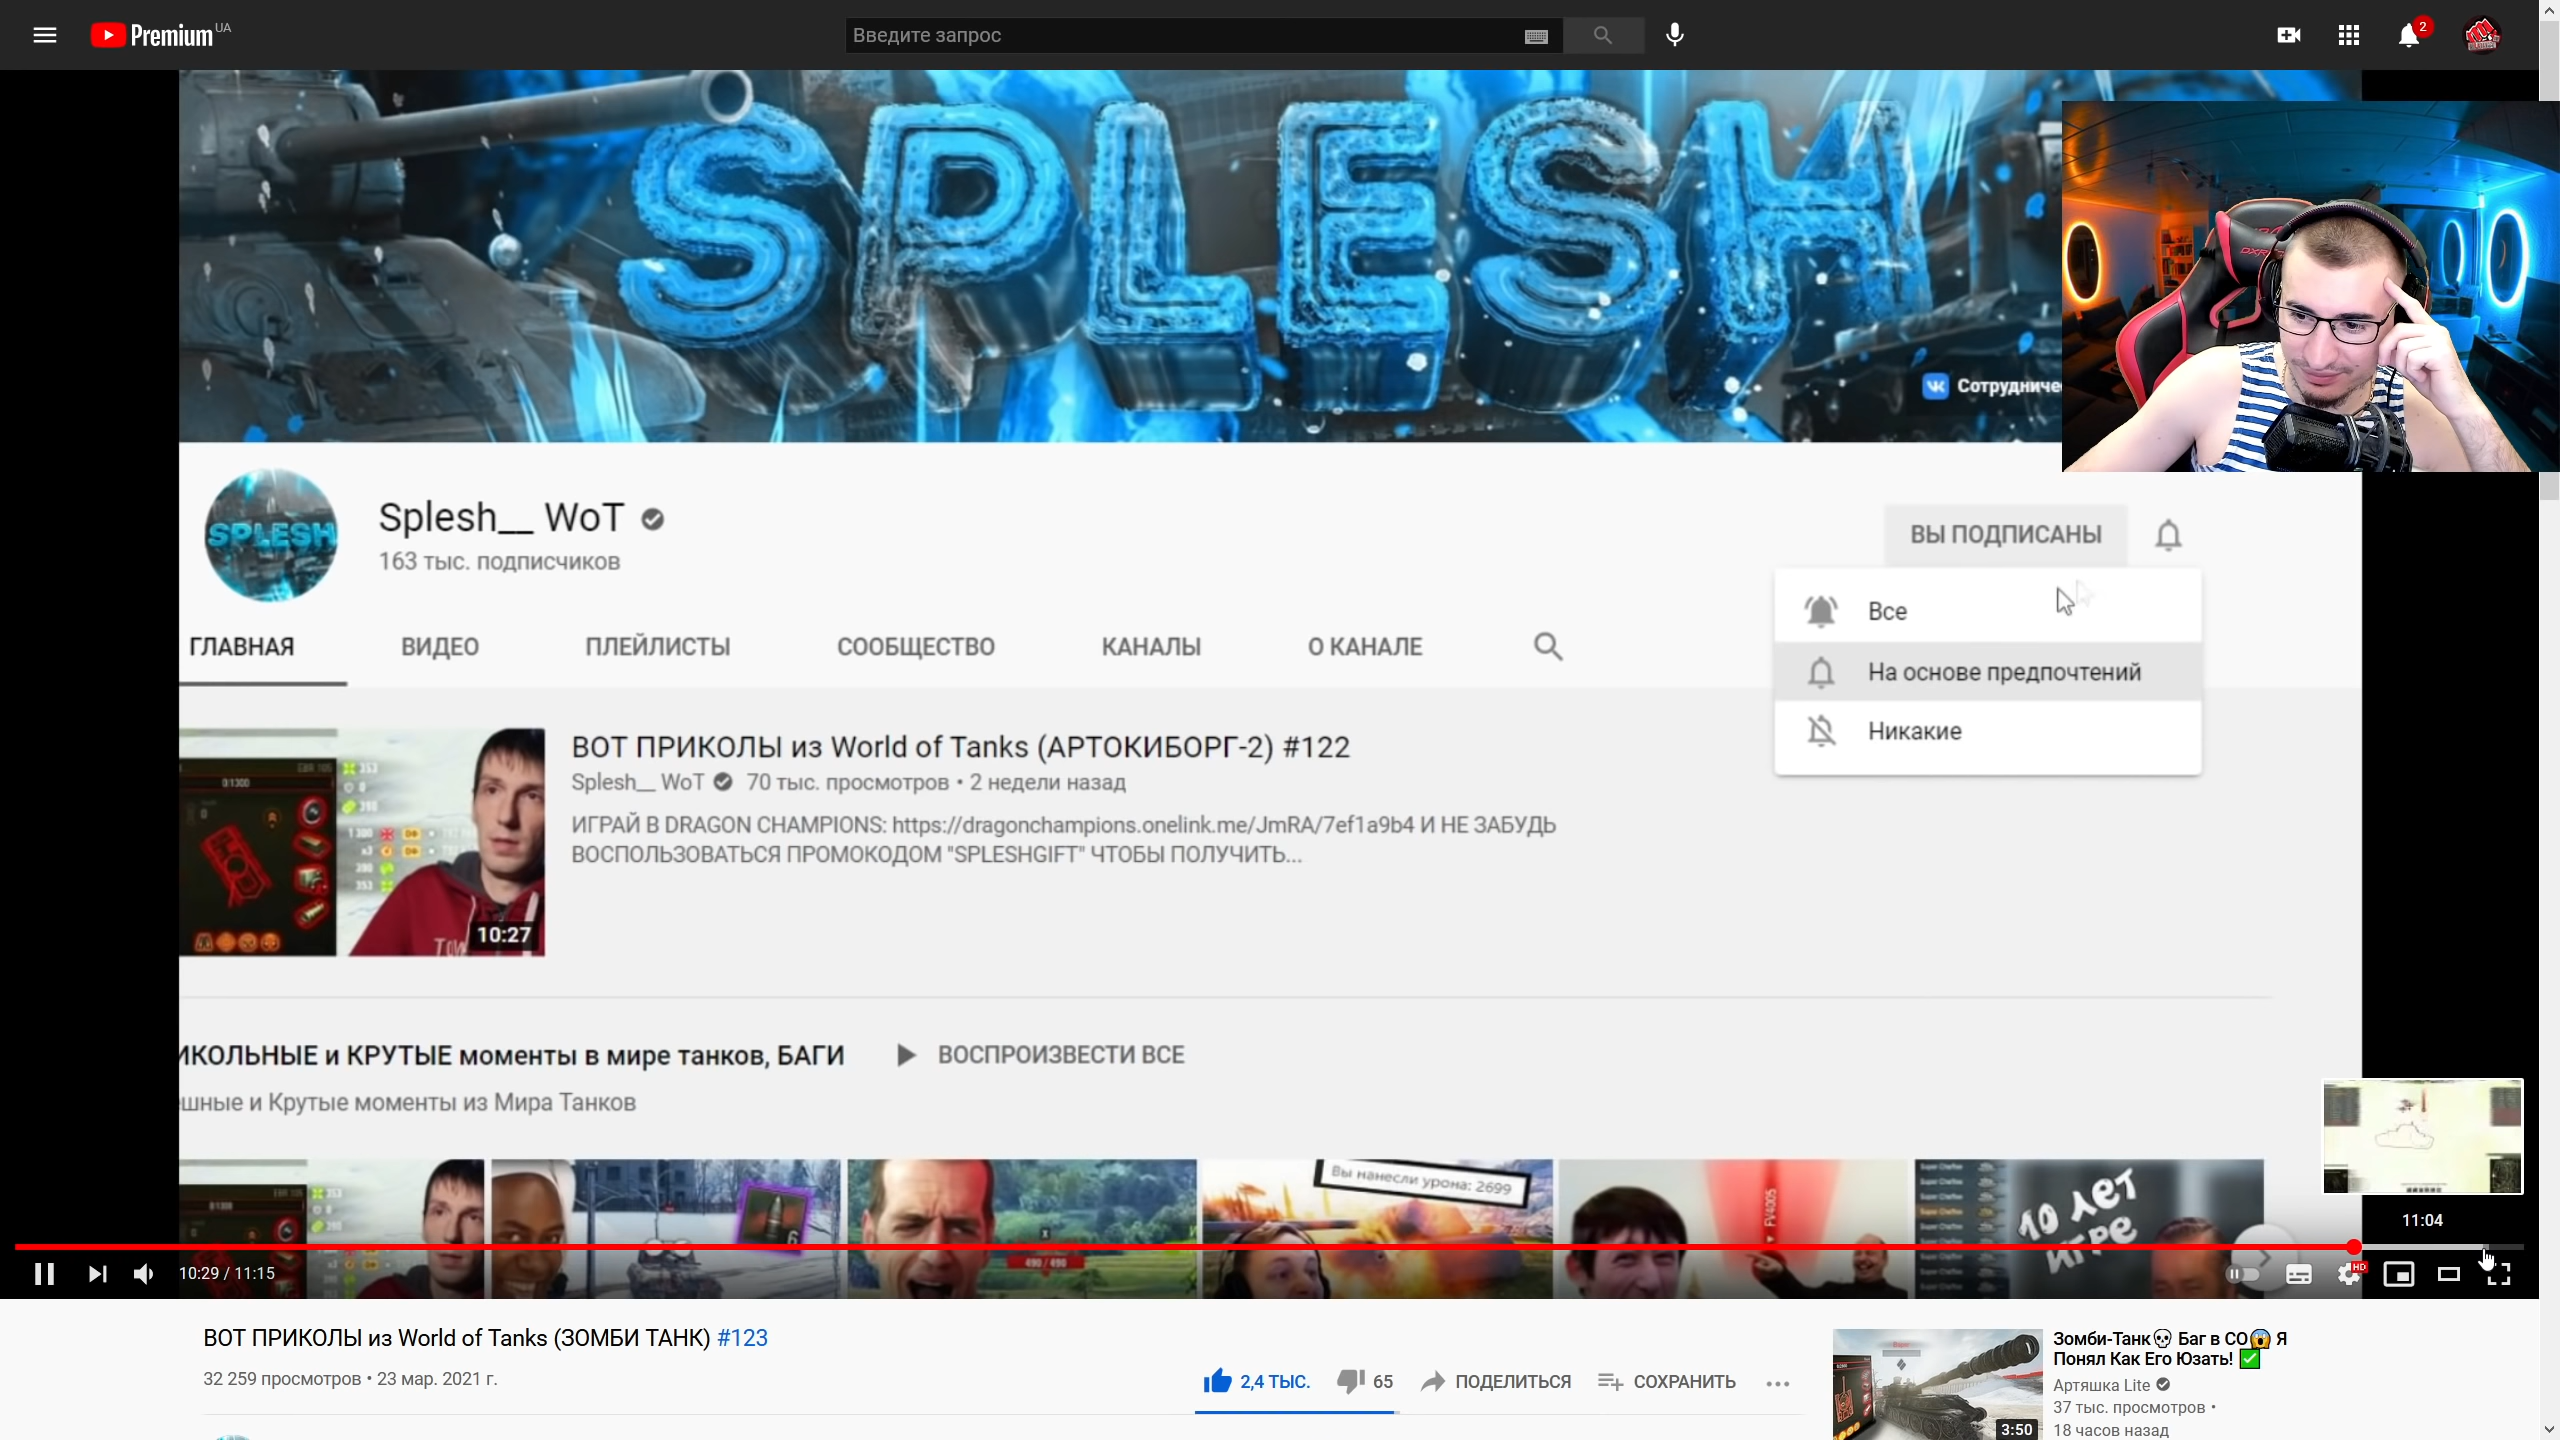 Premium UA
Введите запрос
2
SPLESH
Сотрудниче
SPLESH
Splesh__ WoT
163 тыс. подписчиков
ВЫ ПОДПИСАНЫ
Все
На основе предпочтений
Никакие
ГЛАВНАЯ
ВИДЕО
ПЛЕЙЛИСТЫ
СООБЩЕСТВО
КАНАЛЫ
О КАНАЛЕ
ВОТ ПРИКОЛЫ из World of Tanks (АРТОКИБОРГ-2) #122
Splesh__ WoT 70 тыс. просмотров • 2 недели назад
ИГРАЙ В DRAGON CHAMPIONS: https://dragonchampions.onelink.me/JmRA/7ef1a9b4 И НЕ ЗАБУДЬ
ВОСПОЛЬЗОВАТЬСЯ ПРОМОКОДОМ "SPLESHGIFT" ЧТОБЫ ПОЛУЧИТЬ...
10:27
ИКОЛЬНЫЕ и КРУТЫЕ моменты в мире танков, БАГИ
ВОСПРОИЗВЕСТИ ВСЕ
ешные и Крутые моменты из Мира Танков
Вы нанесли урона: 2699
490 / 490
FV4005
10 ЛЕТ
ИГРЕ
11:04
10:29 / 11:15
HD
ВОТ ПРИКОЛЫ из World of Tanks (ЗОМБИ ТАНК) #123
32 259 просмотров • 23 мар. 2021 г.
2,4 ТЫС.
65
ПОДЕЛИТЬСЯ
СОХРАНИТЬ
Зомби-Танк💀 Баг в СО😱 Я
Понял Как Его Юзать! ✅
Артяшка Lite
37 тыс. просмотров •
18 часов назад
3:50